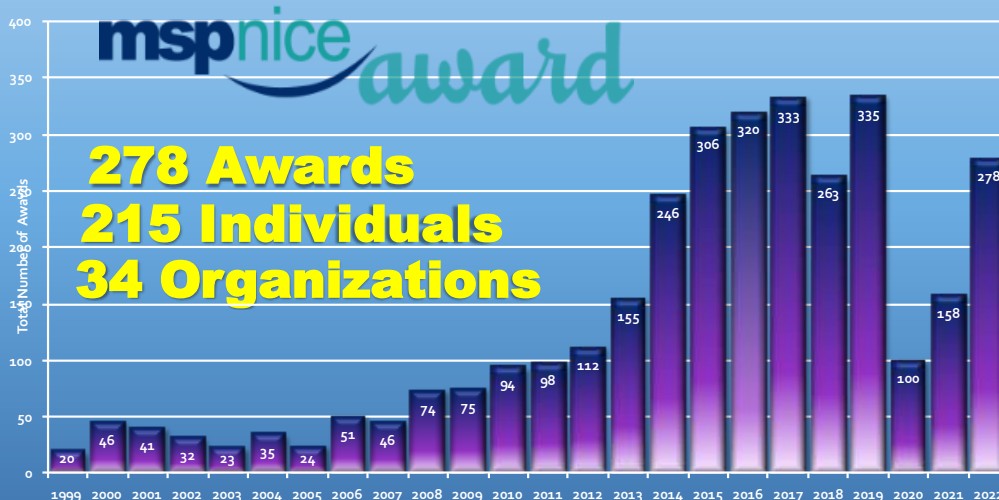 mspnice award
278 Awards
215 Individuals
34 Organizations
Total Number of Awards
400
350
300
250
200
150
100
50
0
20 46 41 32 23 35 24 51 46 74 75 94 98 112 155 246 306 320 333 263 335 100 158 278
1999 2000 2001 2002 2003 2004 2005 2006 2007 2008 2009 2010 2011 2012 2013 2014 2015 2016 2017 2018 2019 2020 2021 2022